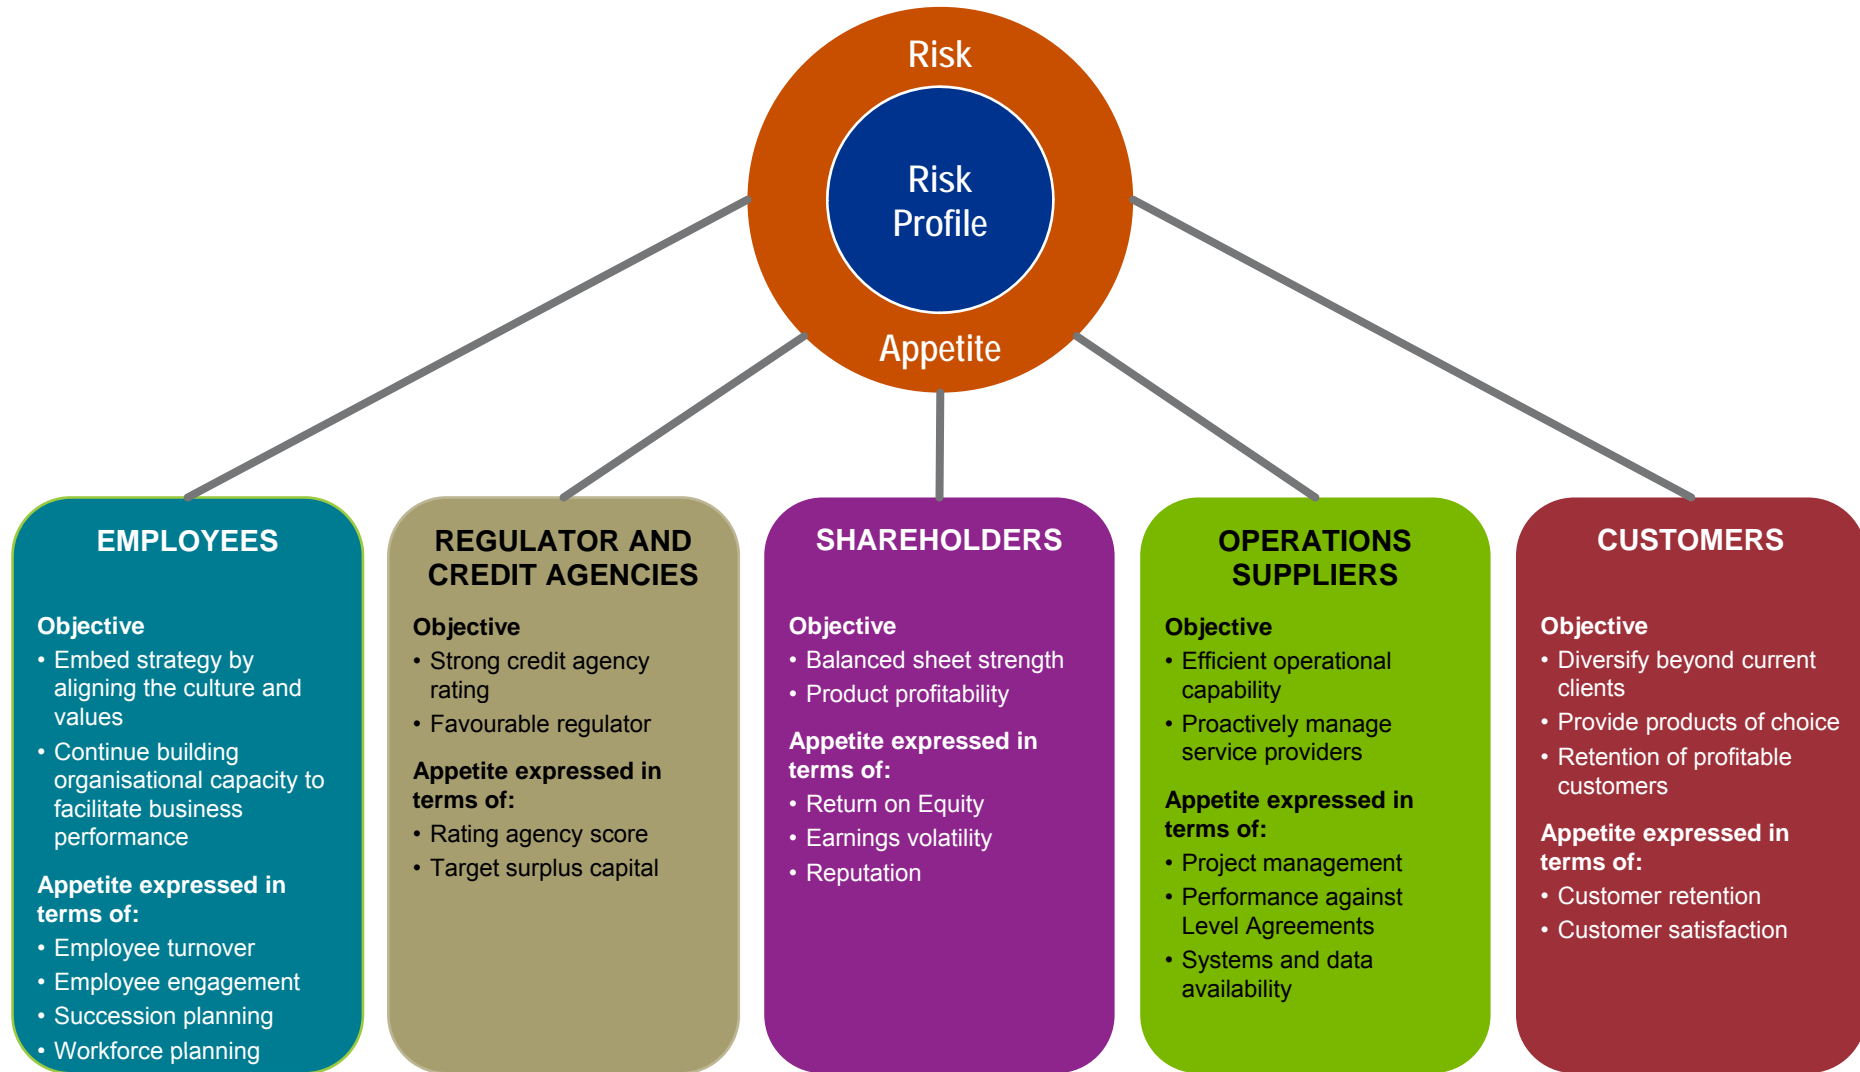 Risk
Risk
Profile
Appetite
EMPLOYEES
Objective
• Embed strategy by
aligning the culture and
values
• Continue building
organisational capacity to
facilitate business
performance
Appetite expressed in
terms of:
• Employee turnover
• Employee engagement
• Succession planning
• Workforce planning
REGULATOR AND
CREDIT AGENCIES
Objective
• Strong credit agency
rating
• Favourable regulator
Appetite expressed in
terms of:
• Rating agency score
• Target surplus capital
SHAREHOLDERS
Objective
• Balanced sheet strength
• Product profitability
Appetite expressed in
terms of:
• Return on Equity
• Earnings volatility
• Reputation
OPERATIONS
SUPPLIERS
Objective
• Efficient operational
capability
• Proactively manage
service providers
Appetite expressed in
terms of:
• Project management
• Performance against
Level Agreements
• Systems and data
availability
CUSTOMERS
Objective
• Diversify beyond current
clients
• Provide products of choice
• Retention of profitable
customers
Appetite expressed in
terms of:
• Customer retention
• Customer satisfaction